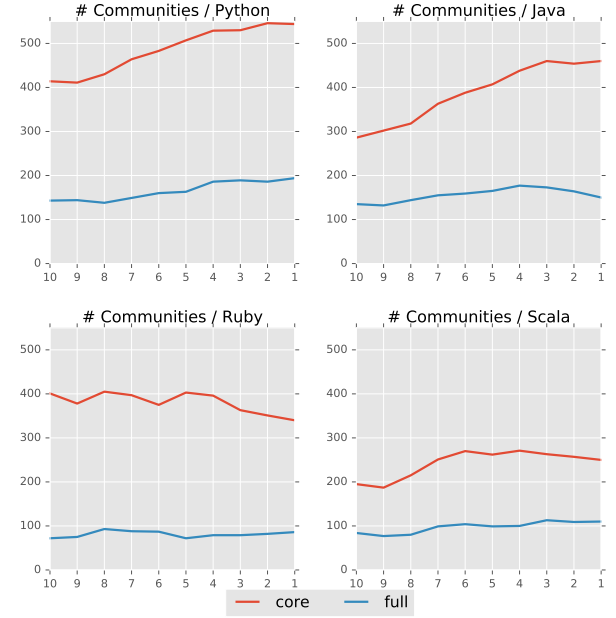 # Communities / Python
500
400
300
200
100
0
10 9 8 7 6 5 4 3 2 1
# Communities / Java
500
400
300
200
100
0
10 9 8 7 6 5 4 3 2 1
# Communities / Ruby
500
400
300
200
100
0
10 9 8 7 6 5 4 3 2 1
# Communities / Scala
500
400
300
200
100
0
10 9 8 7 6 5 4 3 2 1
core full